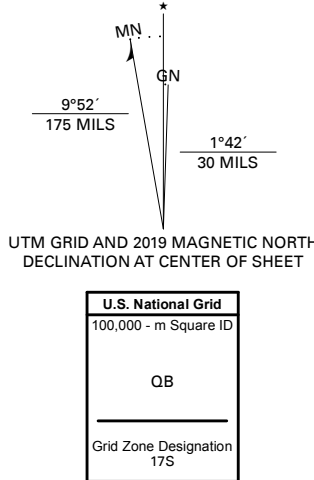 ★
MN
GN
9°52´
175 MILS
1°42´
30 MILS
UTM GRID AND 2019 MAGNETIC NORTH
DECLINATION AT CENTER OF SHEET
U.S. National Grid
100,000 - m Square ID
QB
Grid Zone Designation
17S